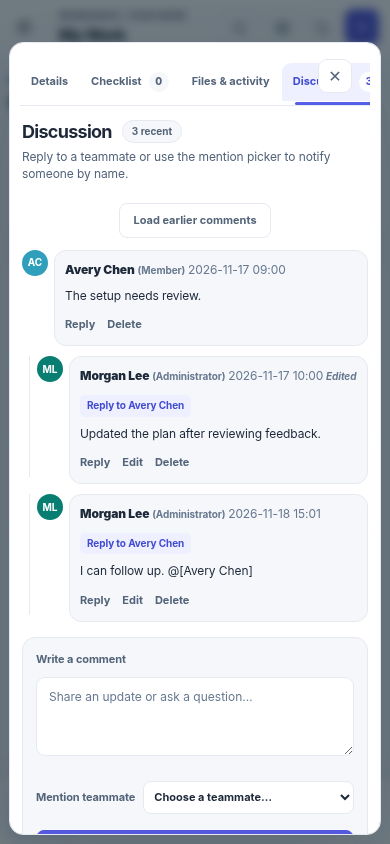 Details Checklist 0 Files & activity
Discussion 3 recent
Reply to a teammate or use the mention picker to notify
someone by name.
Load earlier comments
AC Avery Chen (Member) 2026-11-17 09:00
The setup needs review.
Reply Delete
ML Morgan Lee (Administrator) 2026-11-17 10:00 Edited
Reply to Avery Chen
Updated the plan after reviewing feedback.
Reply Edit Delete
ML Morgan Lee (Administrator) 2026-11-18 15:01
Reply to Avery Chen
I can follow up. @[Avery Chen]
Reply Edit Delete
Write a comment
Share an update or ask a question...
Mention teammate Choose a teammate...